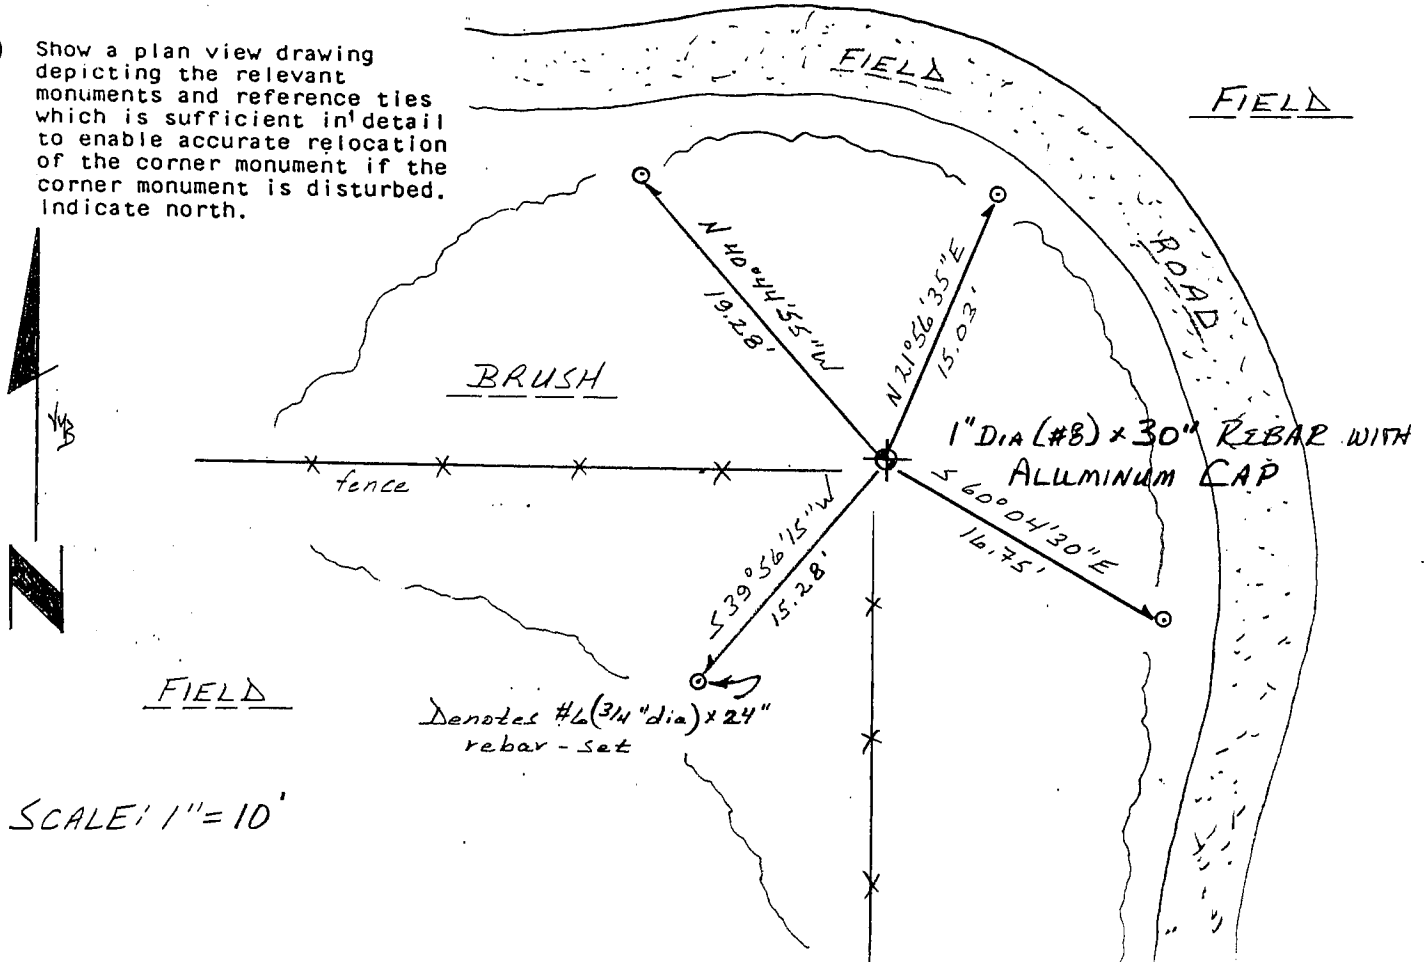 Show a plan view drawing
depicting the relevant
monuments and reference ties
which is sufficient in detail
to enable accurate relocation
of the corner monument if the
corner monument is disturbed.
Indicate north.
FIELD
FIELD
ROAD
N 40°44'55"W
19.28'
N 21°56'35"E
15.03'
BRUSH
1" DIA (#8) x 30" REBAR WITH
ALUMINUM CAP
fence
S 60°04'30"E
16.75'
S 39°56'15"W
15.28'
N
FIELD
Denotes #6 (3/4"dia) x 24"
rebar - set
SCALE: 1"=10'